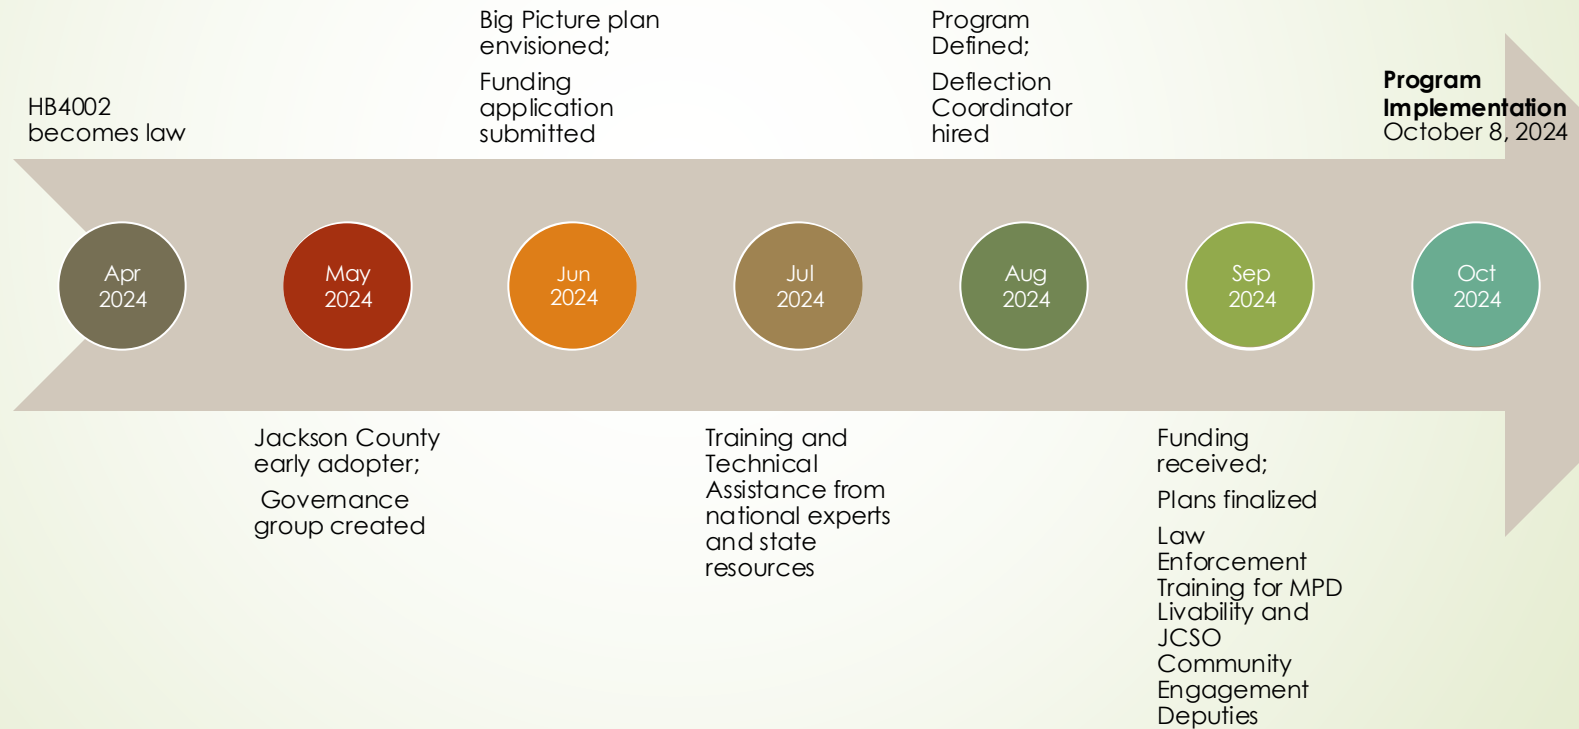 HB4002
becomes law
Big Picture plan
envisioned;
Funding
application
submitted
Program
Defined;
Deflection
Coordinator
hired
Program
Implementation
October 8, 2024
Apr
2024
May
2024
Jun
2024
Jul
2024
Aug
2024
Sep
2024
Oct
2024
Jackson County
early adopter;
Governance
group created
Training and
Technical
Assistance from
national experts
and state
resources
Funding
received;
Plans finalized
Law
Enforcement
Training for MPD
Livability and
JCSO
Community
Engagement
Deputies